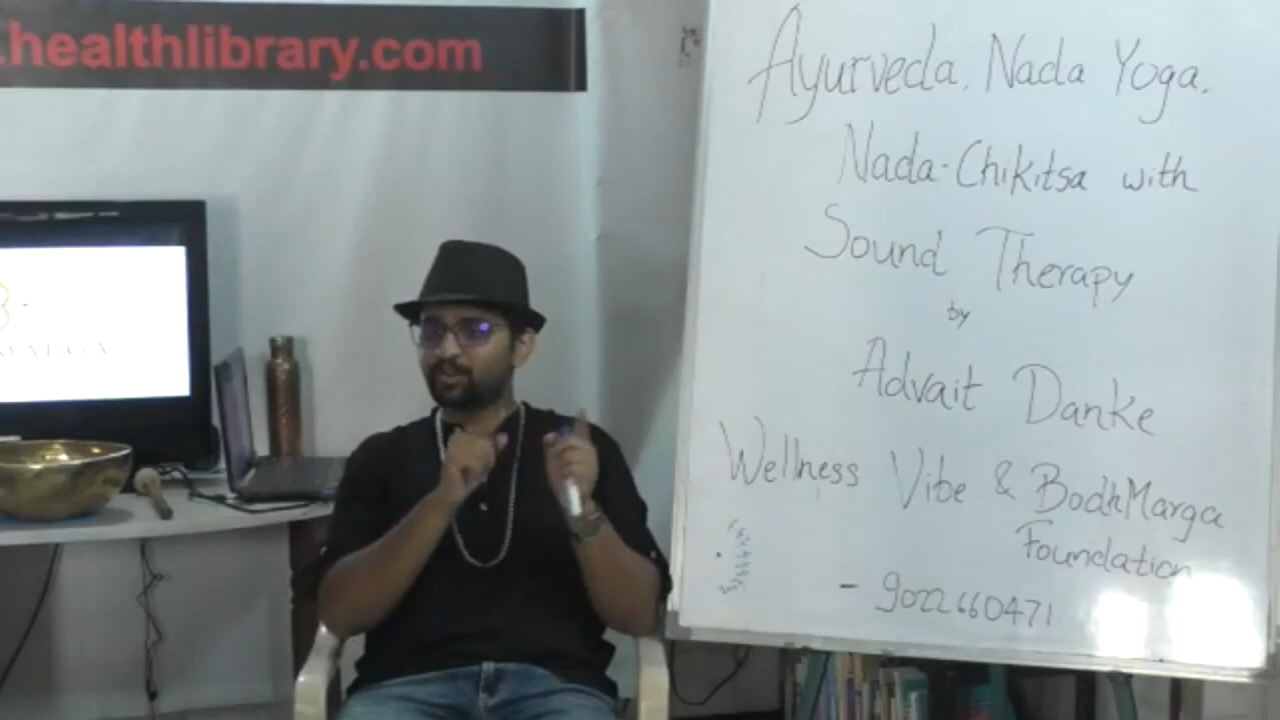 .healthlibrary.com
Ayurveda. Nada Yoga.
Nada-Chikitsa with
Sound Therapy
by
Advait Danke
Wellness Vibe & BodhMarga
Foundation
- 9022660471